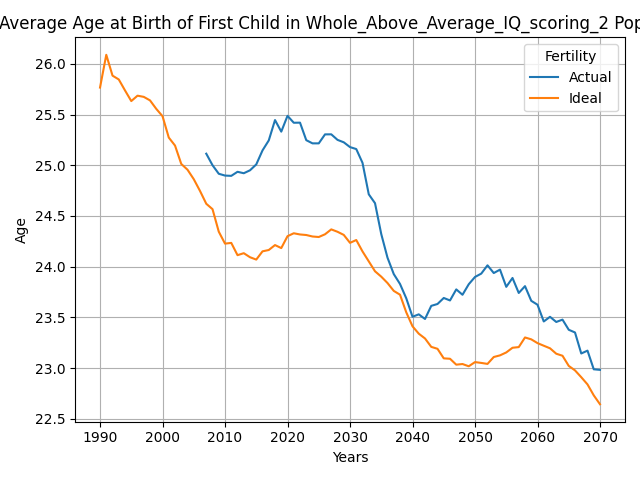 Average Age at Birth of First Child in Whole_Above_Average_IQ_scoring_2 Pop
Fertility
Actual
Ideal
26.0
25.5
25.0
24.5
24.0
23.5
23.0
22.5
Age
1990 2000 2010 2020 2030 2040 2050 2060 2070
Years